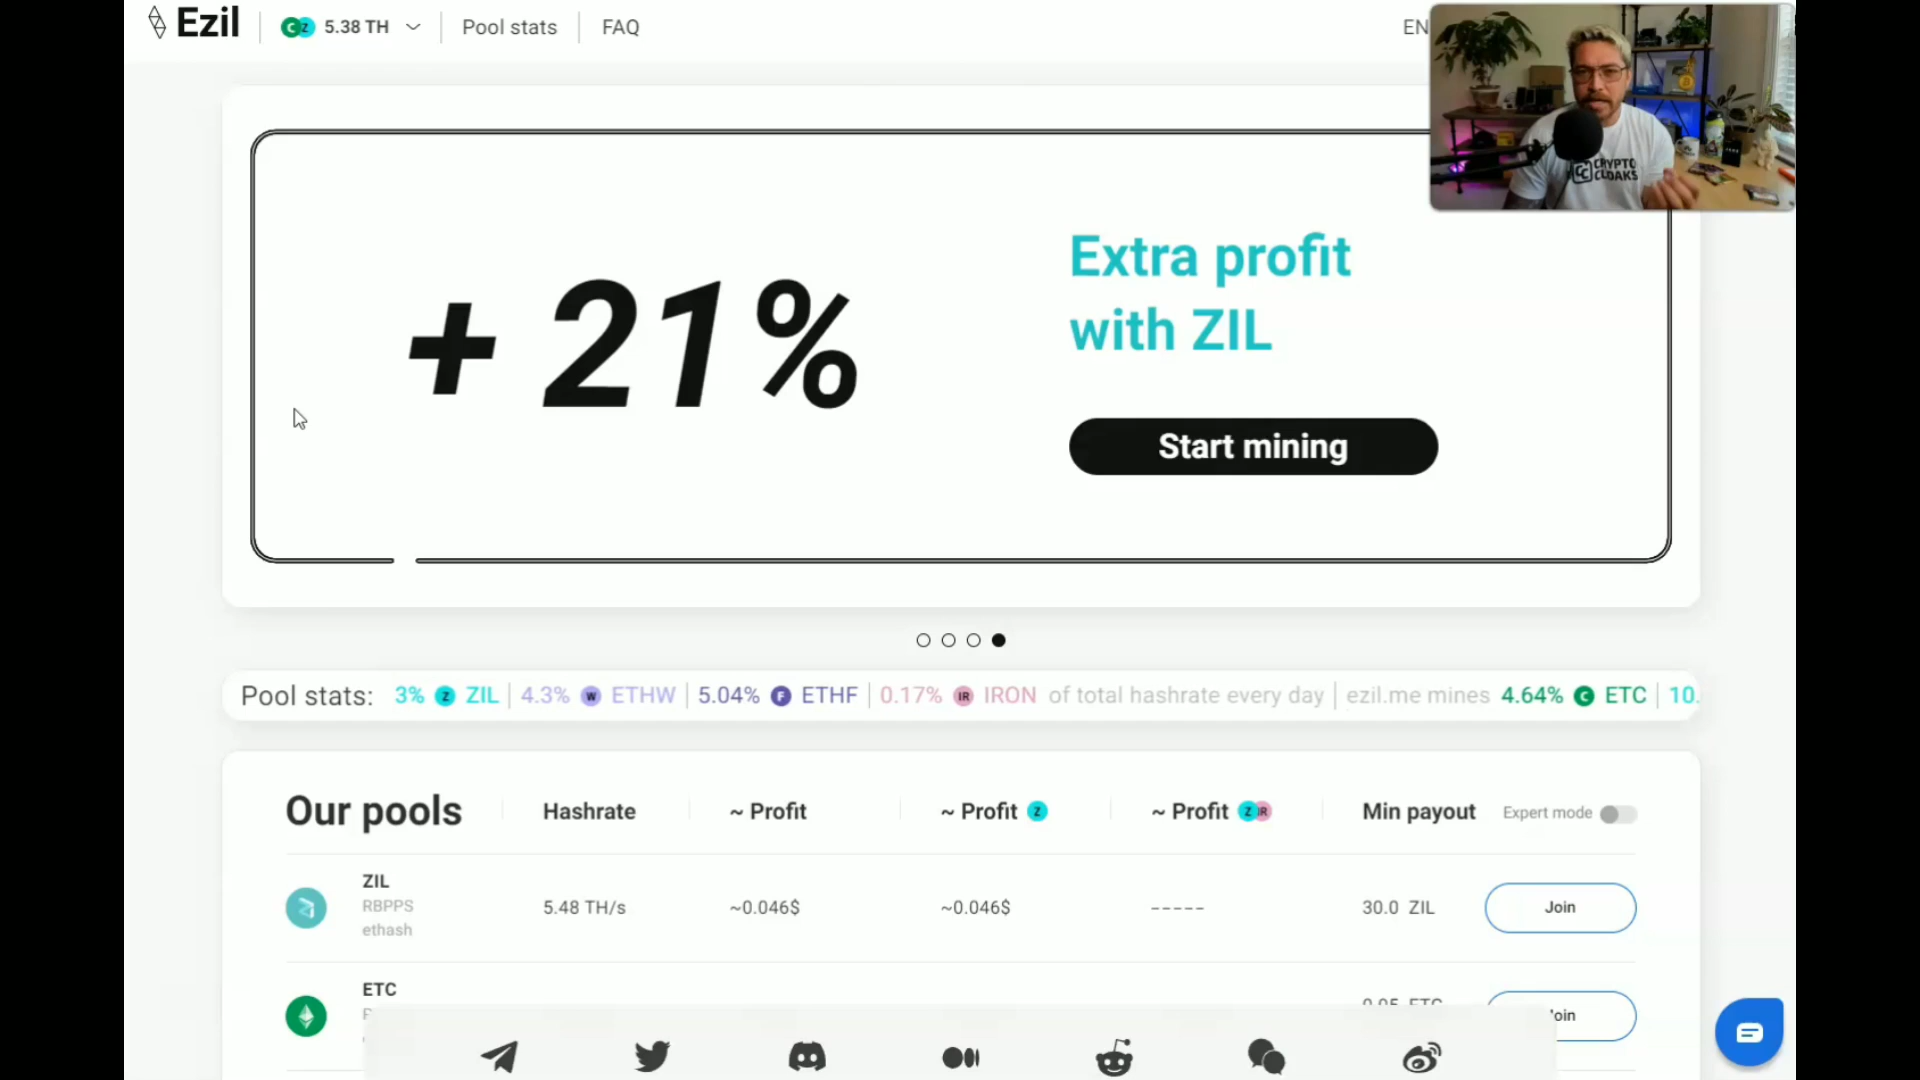 Ezil
5.38 TH
Pool stats
FAQ
EN
CRYPTO
CLOAKS
+ 21%
Extra profit
with ZIL
Start mining
Pool stats: 3% ZIL | 4.3% ETHW | 5.04% ETHF | 0.17% IRON of total hashrate every day | ezil.me mines 4.64% ETC | 10.
Our pools Hashrate ~ Profit ~ Profit Z ~ Profit Z IR Min payout Expert mode
ZIL
RBPPS
ethash
5.48 TH/s ~0.046$ ~0.046$ ----- 30.0 ZIL Join
ETC